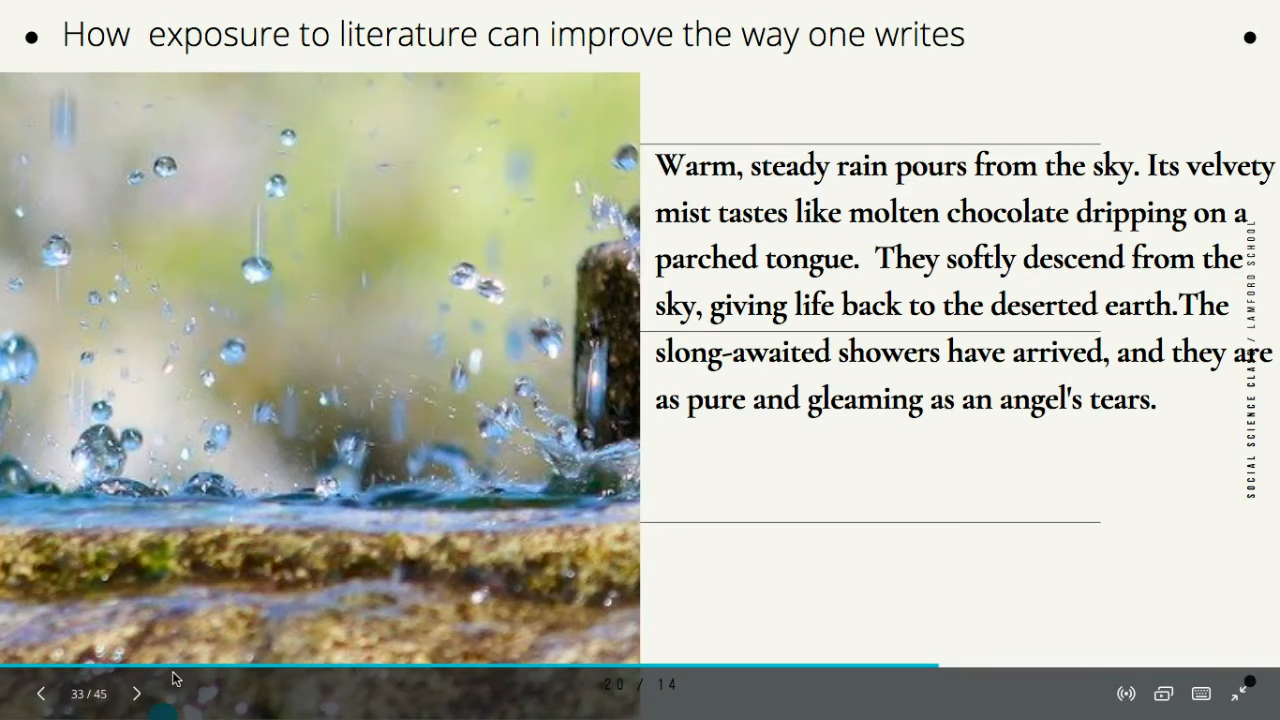 • How exposure to literature can improve the way one writes
Warm, steady rain pours from the sky. Its velvety
mist tastes like molten chocolate dripping on a
parched tongue. They softly descend from the
sky, giving life back to the deserted earth.The
slong-awaited showers have arrived, and they are
as pure and gleaming as an angel's tears.
SOCIAL SCIENCE CLASS / LAMFORD SCHOOL
20 / 14
33 / 45